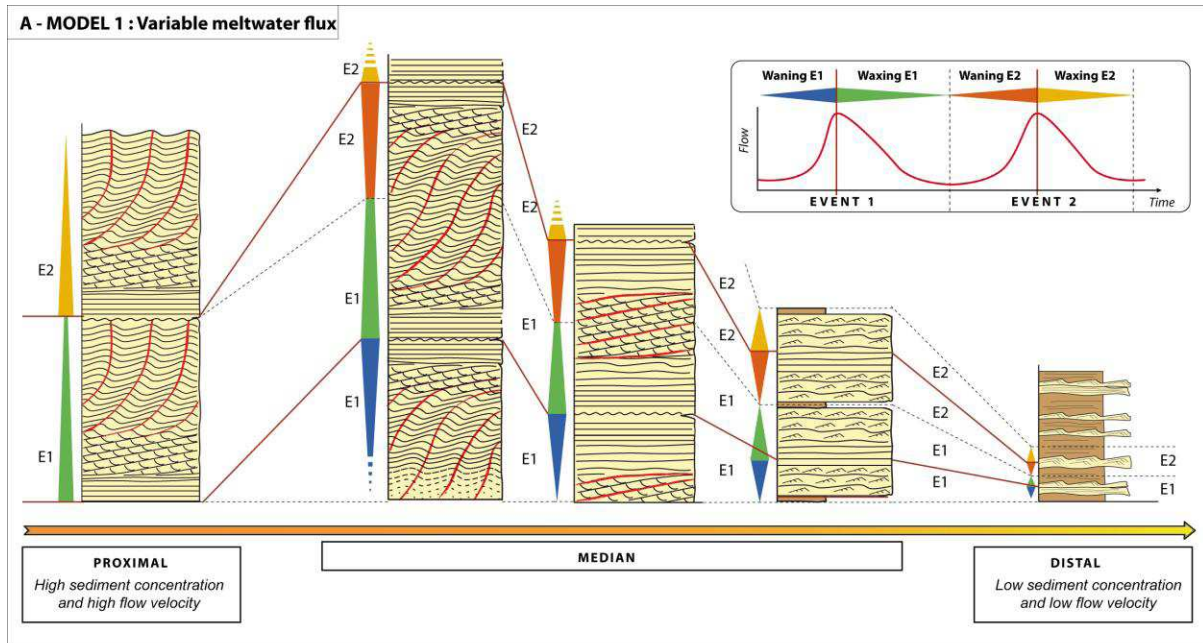 A - MODEL 1 : Variable meltwater flux
Waning E1
Waxing E1
Waning E2
Waxing E2
Flow
EVENT 1
EVENT 2
Time
E2
E1
E2
E2
E1
E1
E2
E2
E1
E1
E2
E2
E1
E1
E2
E2
E1
E1
E2
E1
PROXIMAL
High sediment concentration
and high flow velocity
MEDIAN
DISTAL
Low sediment concentration
and low flow velocity